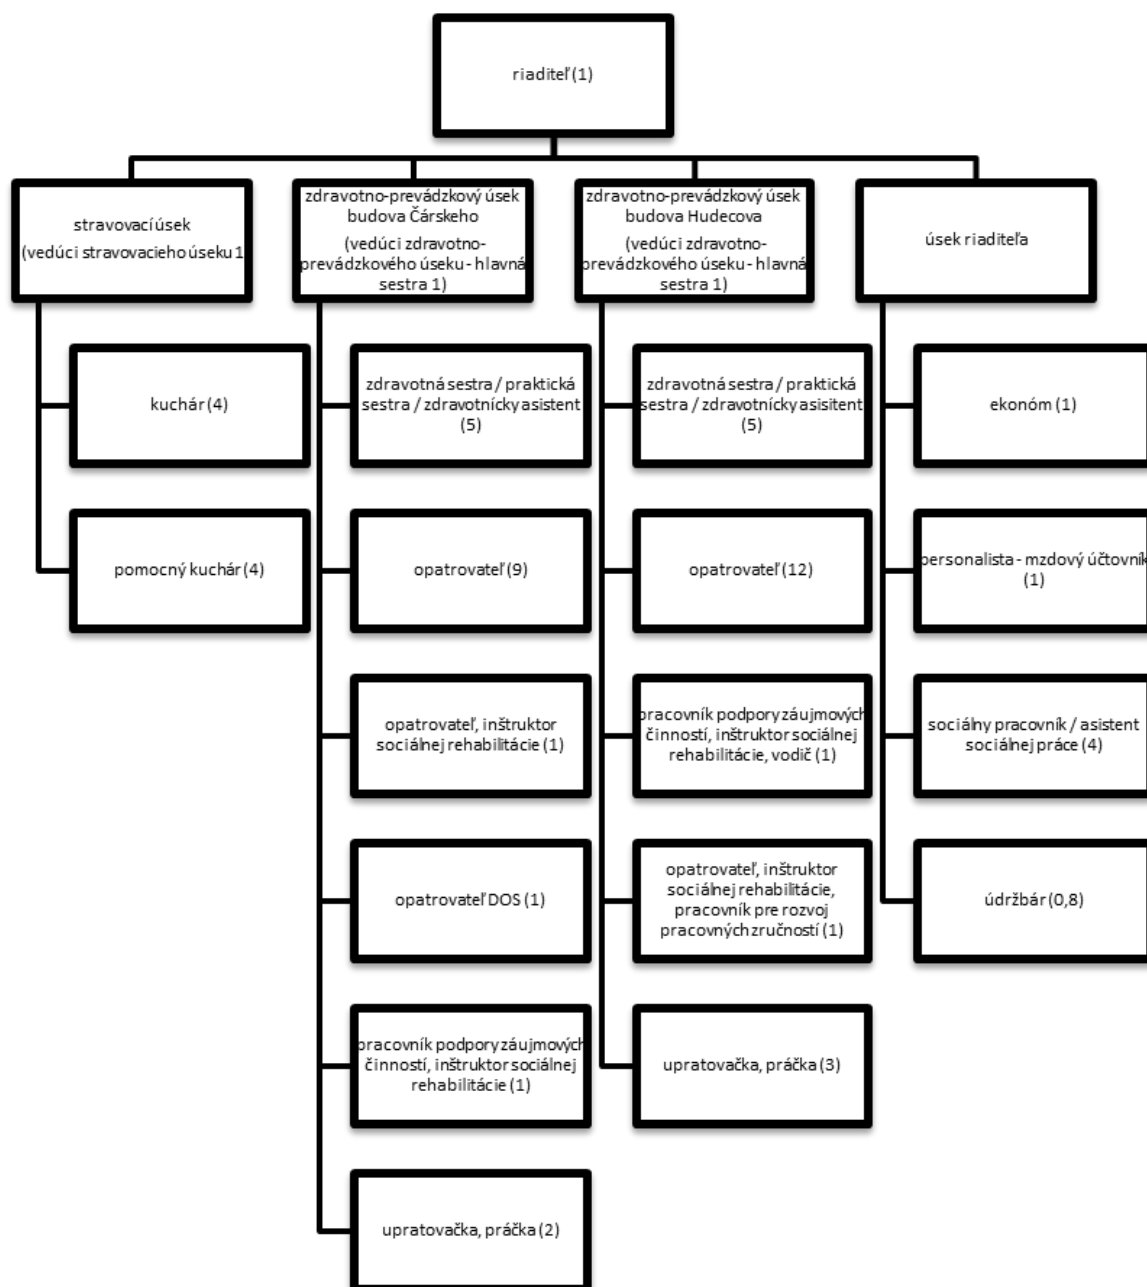 riaditeľ (1)
stravovací úsek
(vedúci stravovacieho úseku 1
zdravotno-prevádzkový úsek
budova Čárskeho
(vedúci zdravotno-
prevádzkového úseku - hlavná
sestra 1)
zdravotno-prevádzkový úsek
budova Hudecova
(vedúci zdravotno-
prevádzkového úseku - hlavná
sestra 1)
úsek riaditeľa
kuchár (4)
pomocný kuchár (4)
zdravotná sestra / praktická
sestra / zdravotnícky asistent
(5)
opatrovateľ (9)
opatrovateľ, inštruktor
sociálnej rehabilitácie (1)
opatrovateľ DOS (1)
pracovník podpory záujmových
činností, inštruktor sociálnej
rehabilitácie (1)
upratovačka, práčka (2)
zdravotná sestra / praktická
sestra / zdravotnícky asisitent
(5)
opatrovateľ (12)
pracovník podpory záujmových
činností, inštruktor sociálnej
rehabilitácie, vodič (1)
opatrovateľ, inštruktor
sociálnej rehabilitácie,
pracovník pre rozvoj
pracovných zručností (1)
upratovačka, práčka (3)
ekonóm (1)
personalista - mzdový účtovník
(1)
sociálny pracovník / asistent
sociálnej práce (4)
údržbár (0,8)